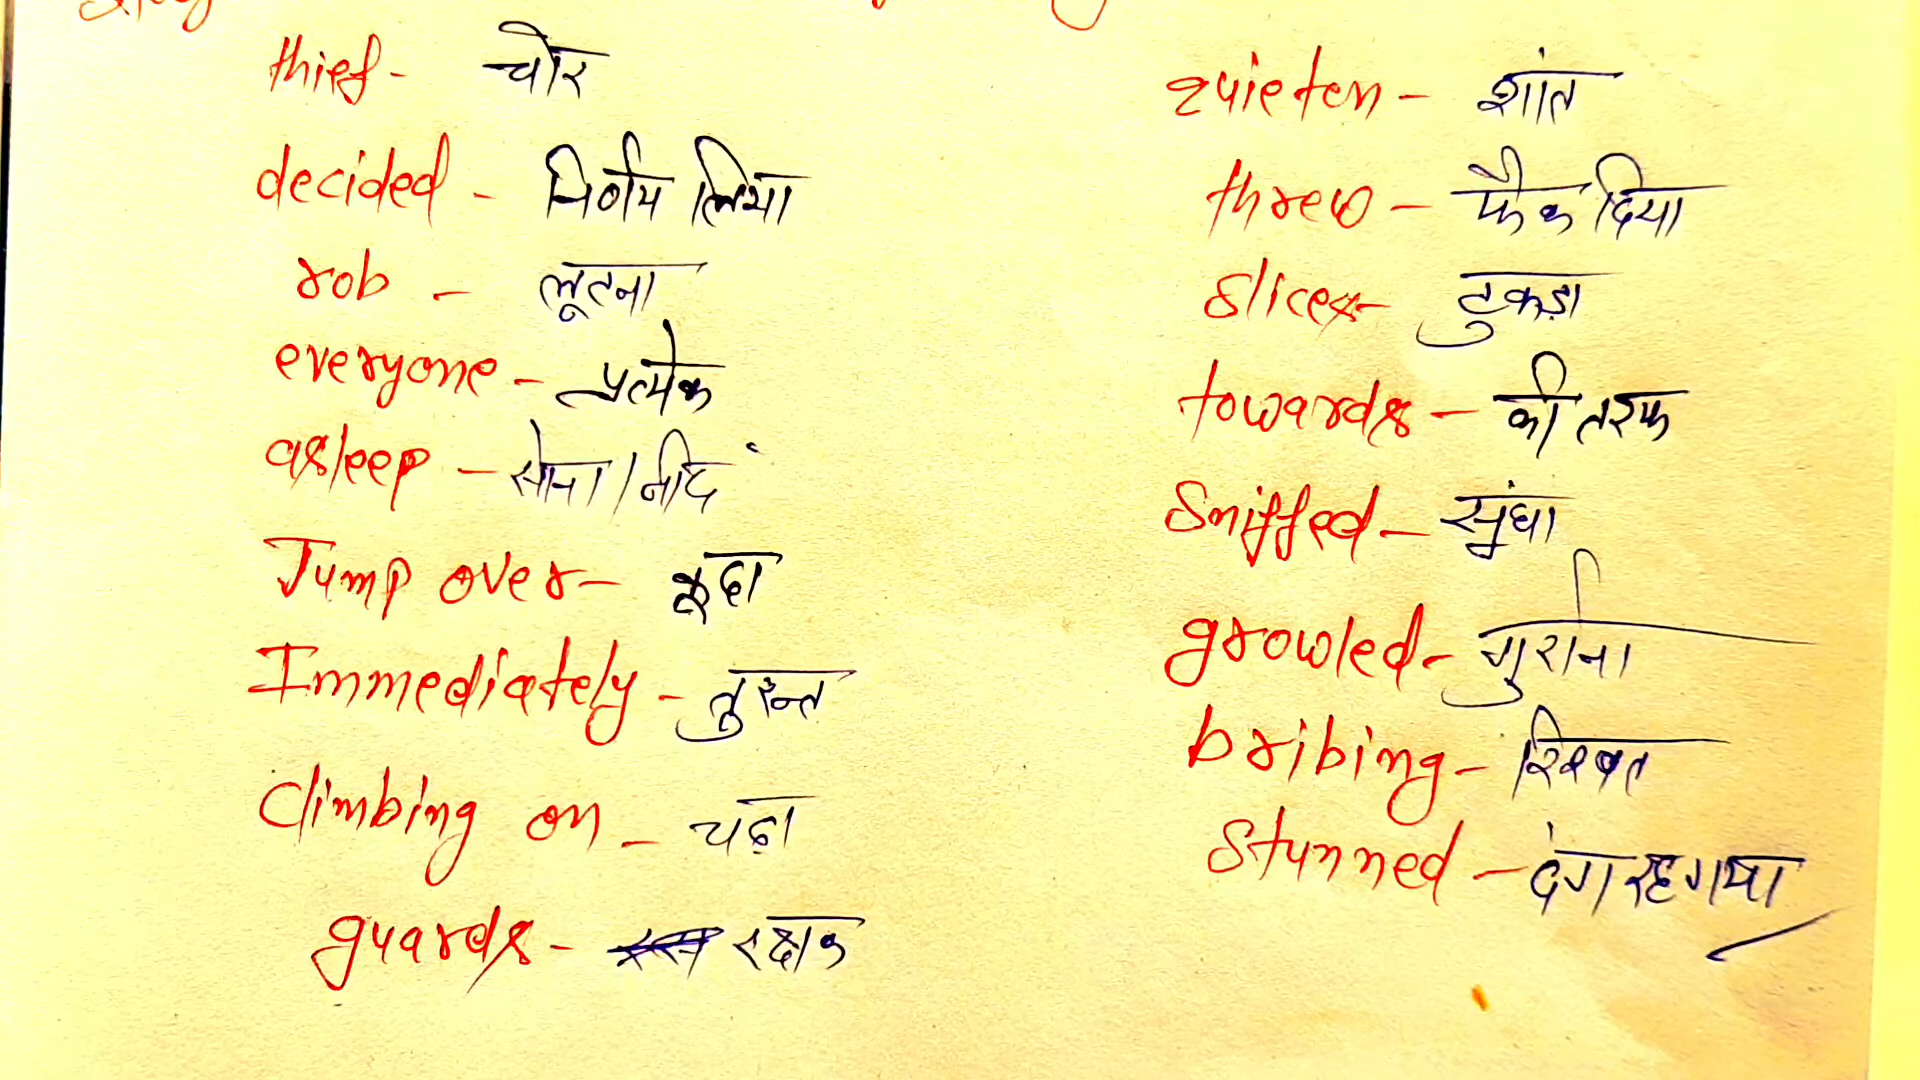 thief - चोर
decided - निर्णय लिया
rob - लूटना
everyone - प्रत्येक
asleep - सोना / नींद
Jump over - कूदा
Immediately - तुरन्त
Climbing on - चढ़ा
guards - रक्षक
quieten - शांत
threw - फैक दिया
slices - टुकड़ा
towards - की तरफ
Sniffed - सुंघा
growled - गुर्राना
bribing - रिश्वत
Stunned - दंग रह गया